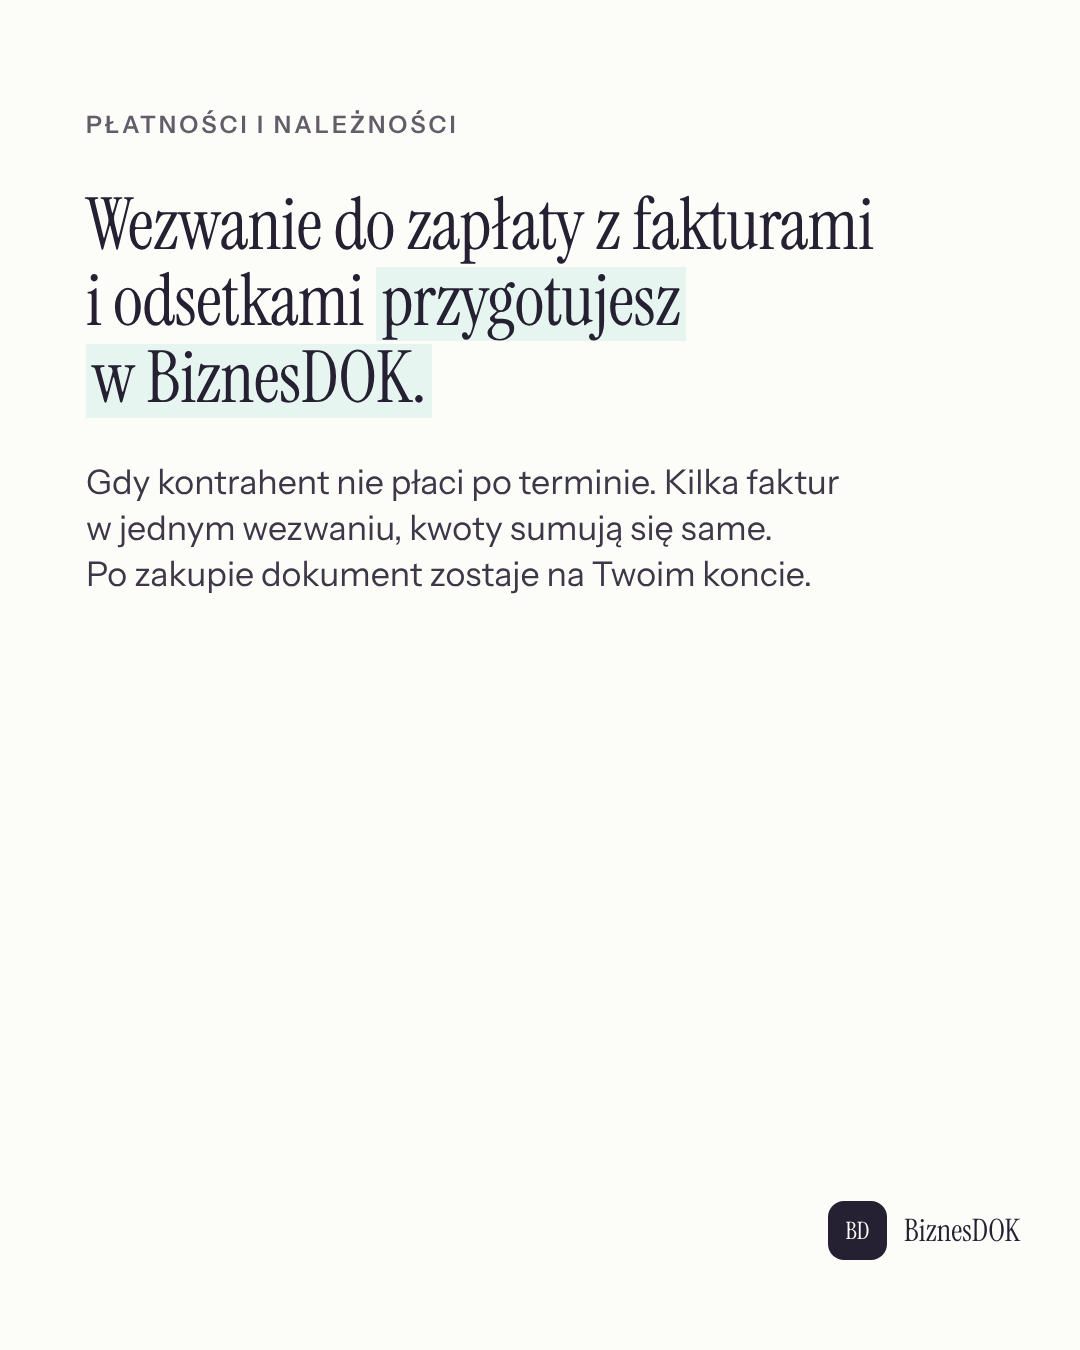 PŁATNOŚCI I NALEŻNOŚCI
Wezwanie do zapłaty z fakturami
i odsetkami przygotujesz
w BiznesDOK.
Gdy kontrahent nie płaci po terminie. Kilka faktur
w jednym wezwaniu, kwoty sumują się same.
Po zakupie dokument zostaje na Twoim koncie.
BD BiznesDOK